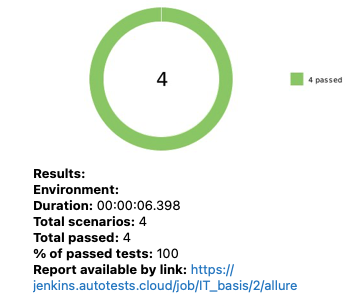 4
4 passed
Results:
Environment:
Duration: 00:00:06.398
Total scenarios: 4
Total passed: 4
% of passed tests: 100
Report available by link: https://
jenkins.autotests.cloud/job/IT_basis/2/allure